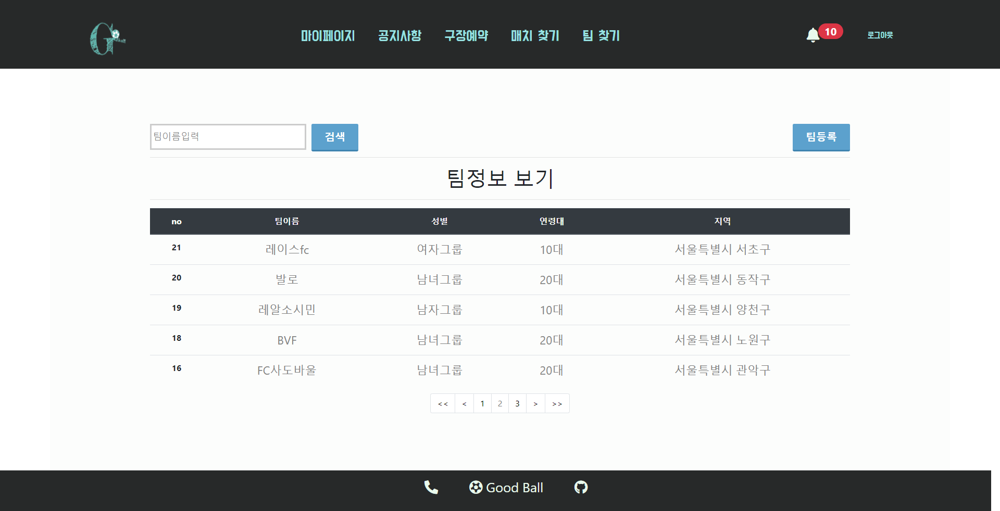 G
마이페이지 공지사항 구장예약 매치 찾기 팀 찾기 10 로그아웃
팀이름입력 검색 팀등록
팀정보 보기
no 팀이름 성별 연령대 지역
21 레이스fc 여자그룹 10대 서울특별시 서초구
20 발로 남녀그룹 20대 서울특별시 동작구
19 레알소시민 남자그룹 10대 서울특별시 양천구
18 BVF 남녀그룹 20대 서울특별시 노원구
16 FC사도바울 남녀그룹 20대 서울특별시 관악구
<< < 1 2 3 > >>
Good Ball